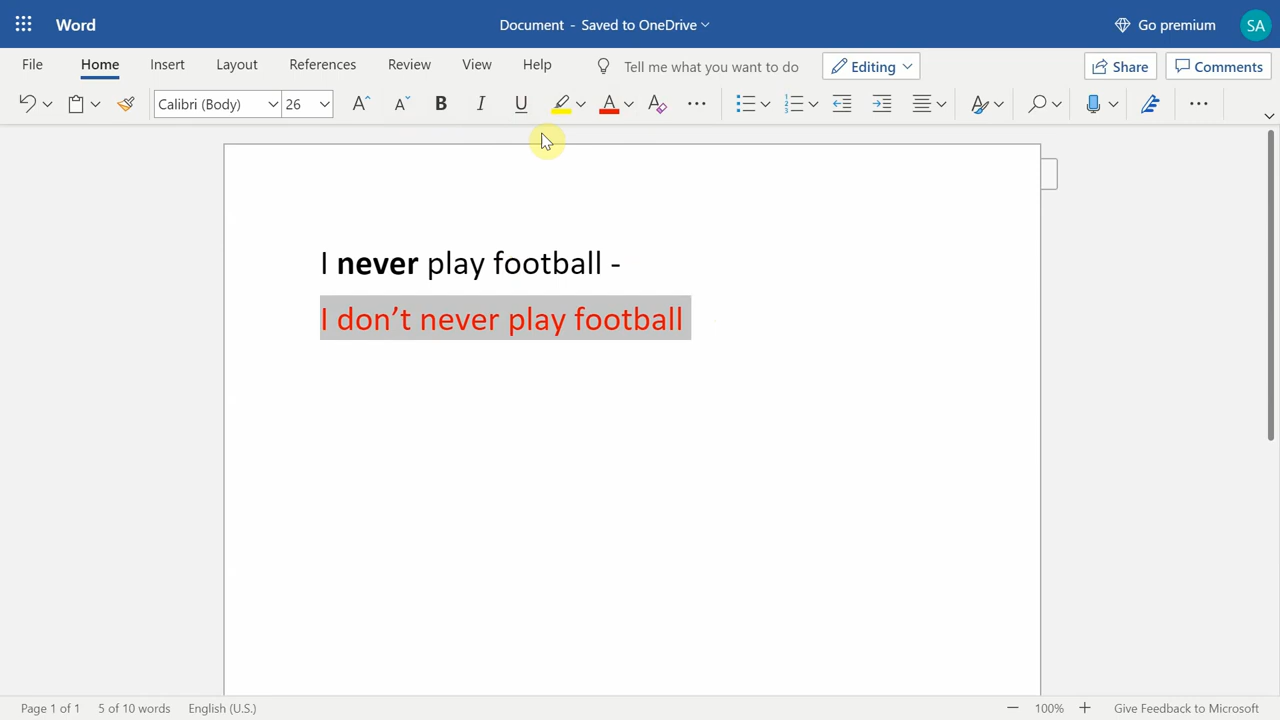 Word
Document - Saved to OneDrive
Go premium
SA
File Home Insert Layout References Review View Help Tell me what you want to do Editing Share Comments
Calibri (Body) 26 B I U A
I never play football -
I don’t never play football
Page 1 of 1 5 of 10 words English (U.S.) 100% Give Feedback to Microsoft